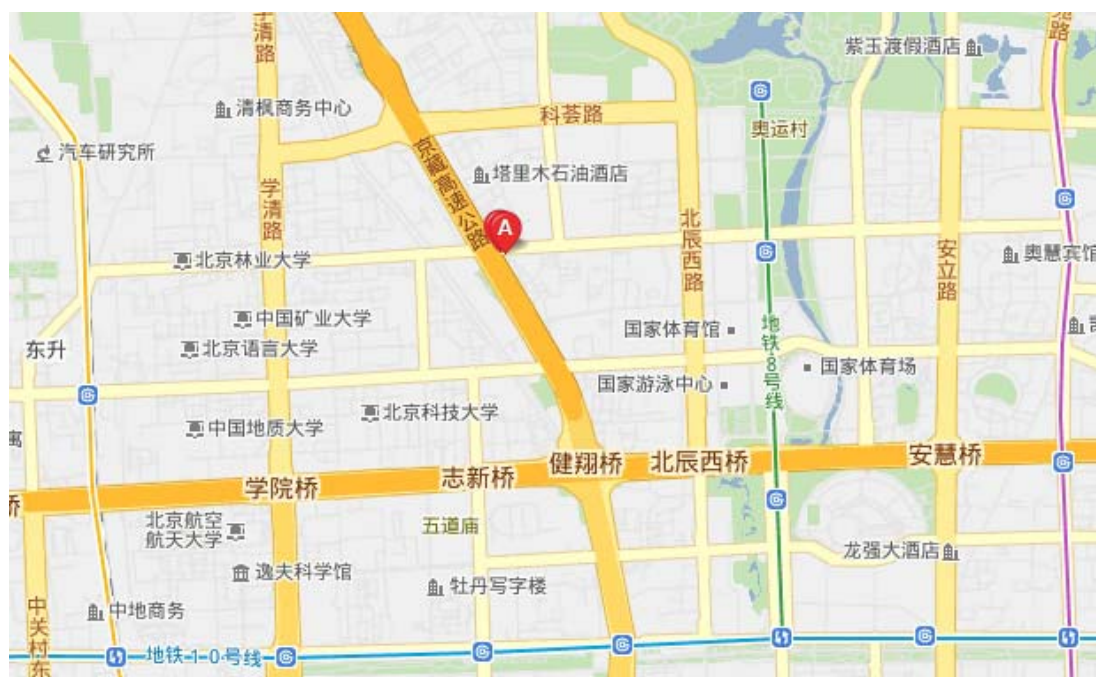 学清路
苑路
紫玉渡假酒店
清枫商务中心
科荟路
奥运村
汽车研究所
京藏高速公路
塔里木石油酒店
学清路
北辰西路
A
安立路
北京林业大学
奥慧宾馆
中国矿业大学
国家体育馆
地铁8号线
北京语言大学
东升
国家体育场
国家游泳中心
北京科技大学
中国地质大学
寓
安慧桥
北辰西桥
健翔桥
志新桥
学院桥
桥
北京航空
航天大学
五道庙
龙强大酒店
逸夫科学馆
牡丹写字楼
中地商务
中关村东
地铁10号线